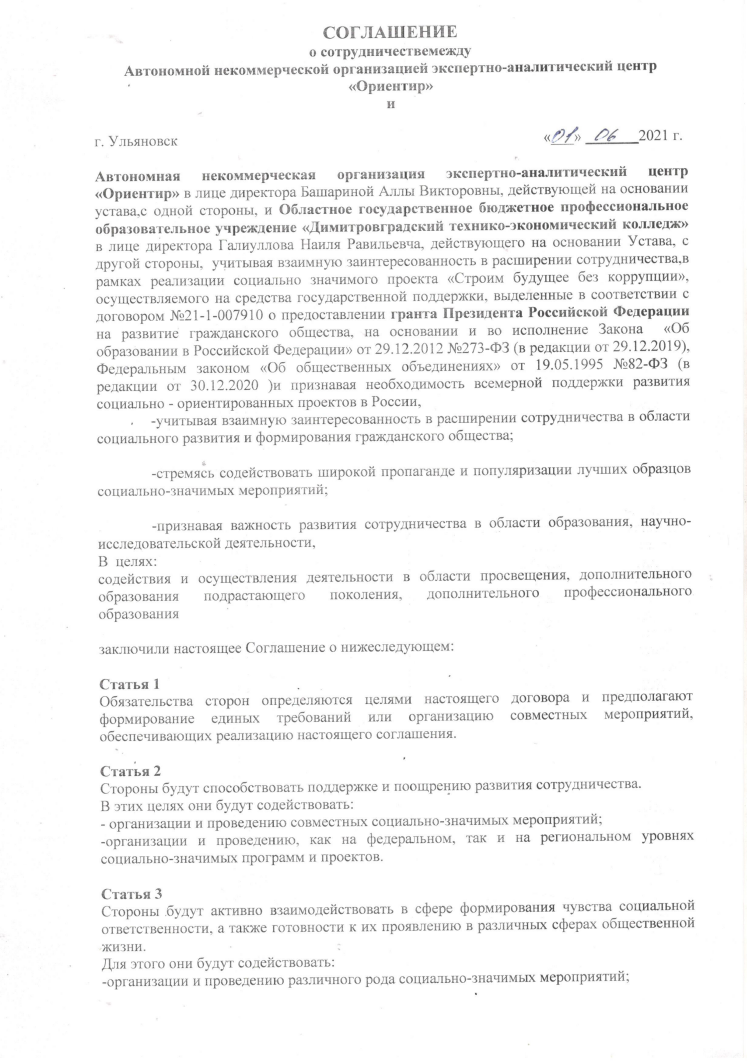 СОГЛАШЕНИЕ
о сотрудничествемежду
Автономной некоммерческой организацией экспертно-аналитический центр
«Ориентир»
и
г. Ульяновск «01» 06 2021 г.
Автономная некоммерческая организация экспертно-аналитический центр
«Ориентир» в лице директора Башариной Аллы Викторовны, действующей на основании
устава,с одной стороны, и Областное государственное бюджетное профессиональное
образовательное учреждение «Димитровградский технико-экономический колледж»
в лице директора Галиуллова Наиля Равильевча, действующего на основании Устава, с
другой стороны, учитывая взаимную заинтересованность в расширении сотрудничества,в
рамках реализации социально значимого проекта «Строим будущее без коррупции»,
осуществляемого на средства государственной поддержки, выделенные в соответствии с
договором №21-1-007910 о предоставлении гранта Президента Российской Федерации
на развитие гражданского общества, на основании и во исполнение Закона «Об
образовании в Российской Федерации» от 29.12.2012 №273-ФЗ (в редакции от 29.12.2019),
Федеральным законом «Об общественных объединениях» от 19.05.1995 №82-ФЗ (в
редакции от 30.12.2020 )и признавая необходимость всемерной поддержки развития
социально - ориентированных проектов в России,
-учитывая взаимную заинтересованность в расширении сотрудничества в области
социального развития и формирования гражданского общества;
-стремясь содействовать широкой пропаганде и популяризации лучших образцов
социально-значимых мероприятий;
-признавая важность развития сотрудничества в области образования, научно-
исследовательской деятельности,
В целях:
содействия и осуществления деятельности в области просвещения, дополнительного
образования подрастающего поколения, дополнительного профессионального
образования
заключили настоящее Соглашение о нижеследующем:
Статья 1
Обязательства сторон определяются целями настоящего договора и предполагают
формирование единых требований или организацию совместных мероприятий,
обеспечивающих реализацию настоящего соглашения.
Статья 2
Стороны будут способствовать поддержке и поощрению развития сотрудничества.
В этих целях они будут содействовать:
- организации и проведению совместных социально-значимых мероприятий;
-организации и проведению, как на федеральном, так и на региональном уровнях
социально-значимых программ и проектов.
Статья 3
Стороны будут активно взаимодействовать в сфере формирования чувства социальной
ответственности, а также готовности к их проявлению в различных сферах общественной
жизни.
Для этого они будут содействовать:
-организации и проведению различного рода социально-значимых мероприятий;